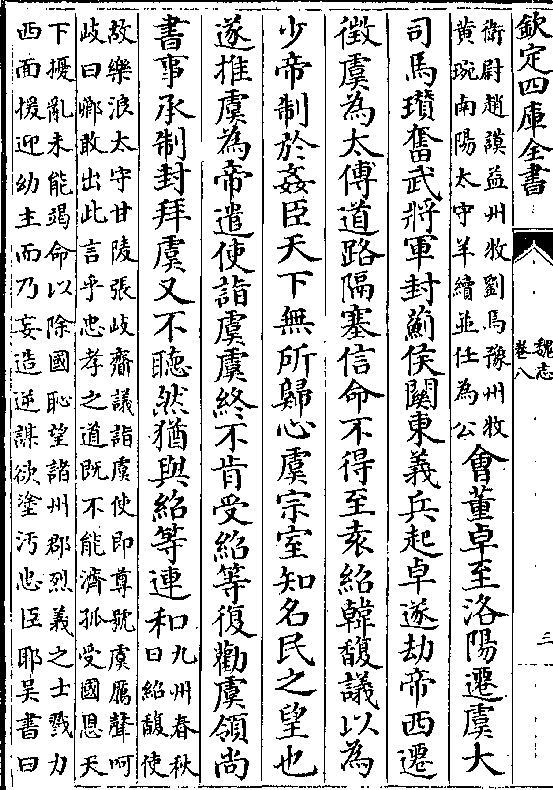 欽定四庫全書
魏志
卷八
三
衛尉趙謨益州牧劉焉豫州牧
黃琬南陽太守羊續並任為公
會董卓至洛陽遷虞大
司馬瓚奮武將軍封薊侯關東義兵起卓遂劫帝西遷
徵虞為太傅道路隔塞信命不得至袁紹韓馥議以為
少帝制於姦臣天下無所歸心虞宗室知名民之望也
遂推虞為帝遣使詣虞虞終不肯受紹等復勸虞領尚
書事承制封拜虞又不聽然猶與紹等連和
九州春秋
曰紹馥使
故樂浪太守甘陵張岐齎議詣虞使即尊號虞厲聲呵
岐曰卿敢出此言乎忠孝之道既不能濟孤受國恩天
下擾亂未能竭命以除國恥望諸州郡烈義之士戮力
西面援迎幼主而乃妄造逆謀欲塗汚忠臣耶吴書曰